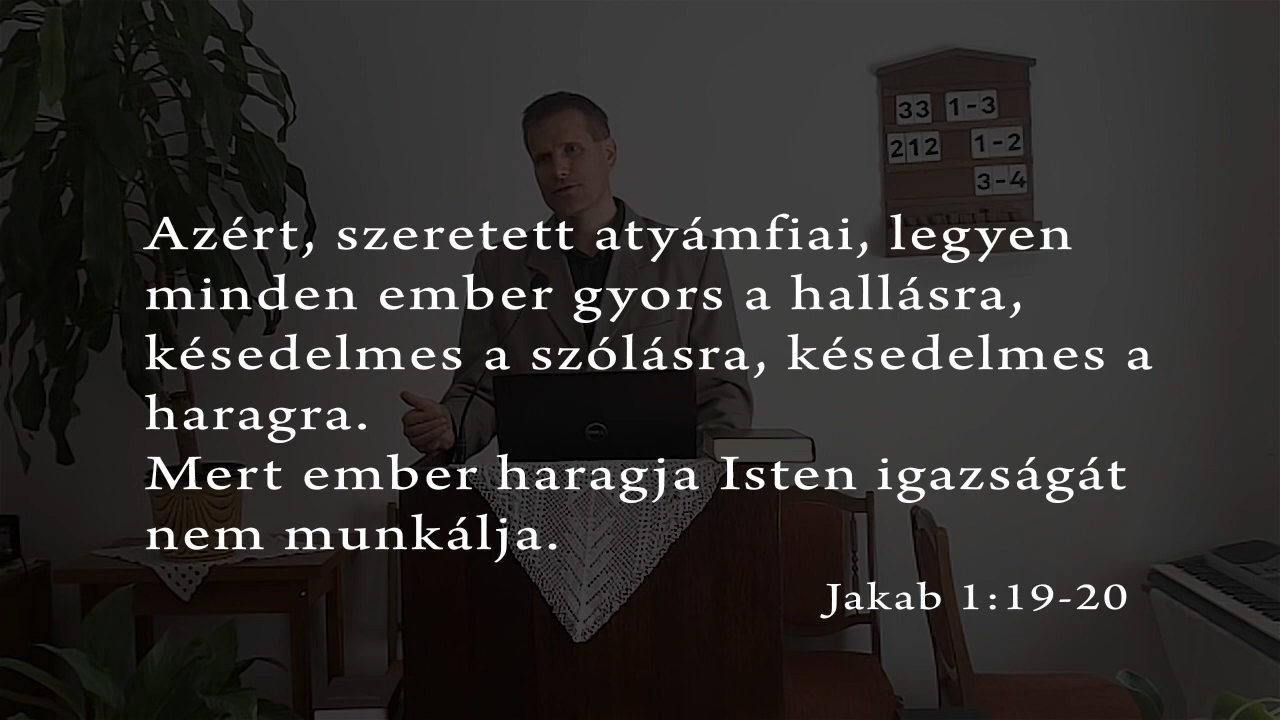 33 1-3
212 1-2
3-4
Azért, szeretett atyámfiai, legyen
minden ember gyors a hallásra,
késedelmes a szólásra, késedelmes a
haragra.
Mert ember haragja Isten igazságát
nem munkálja.
Jakab 1:19-20
DELL